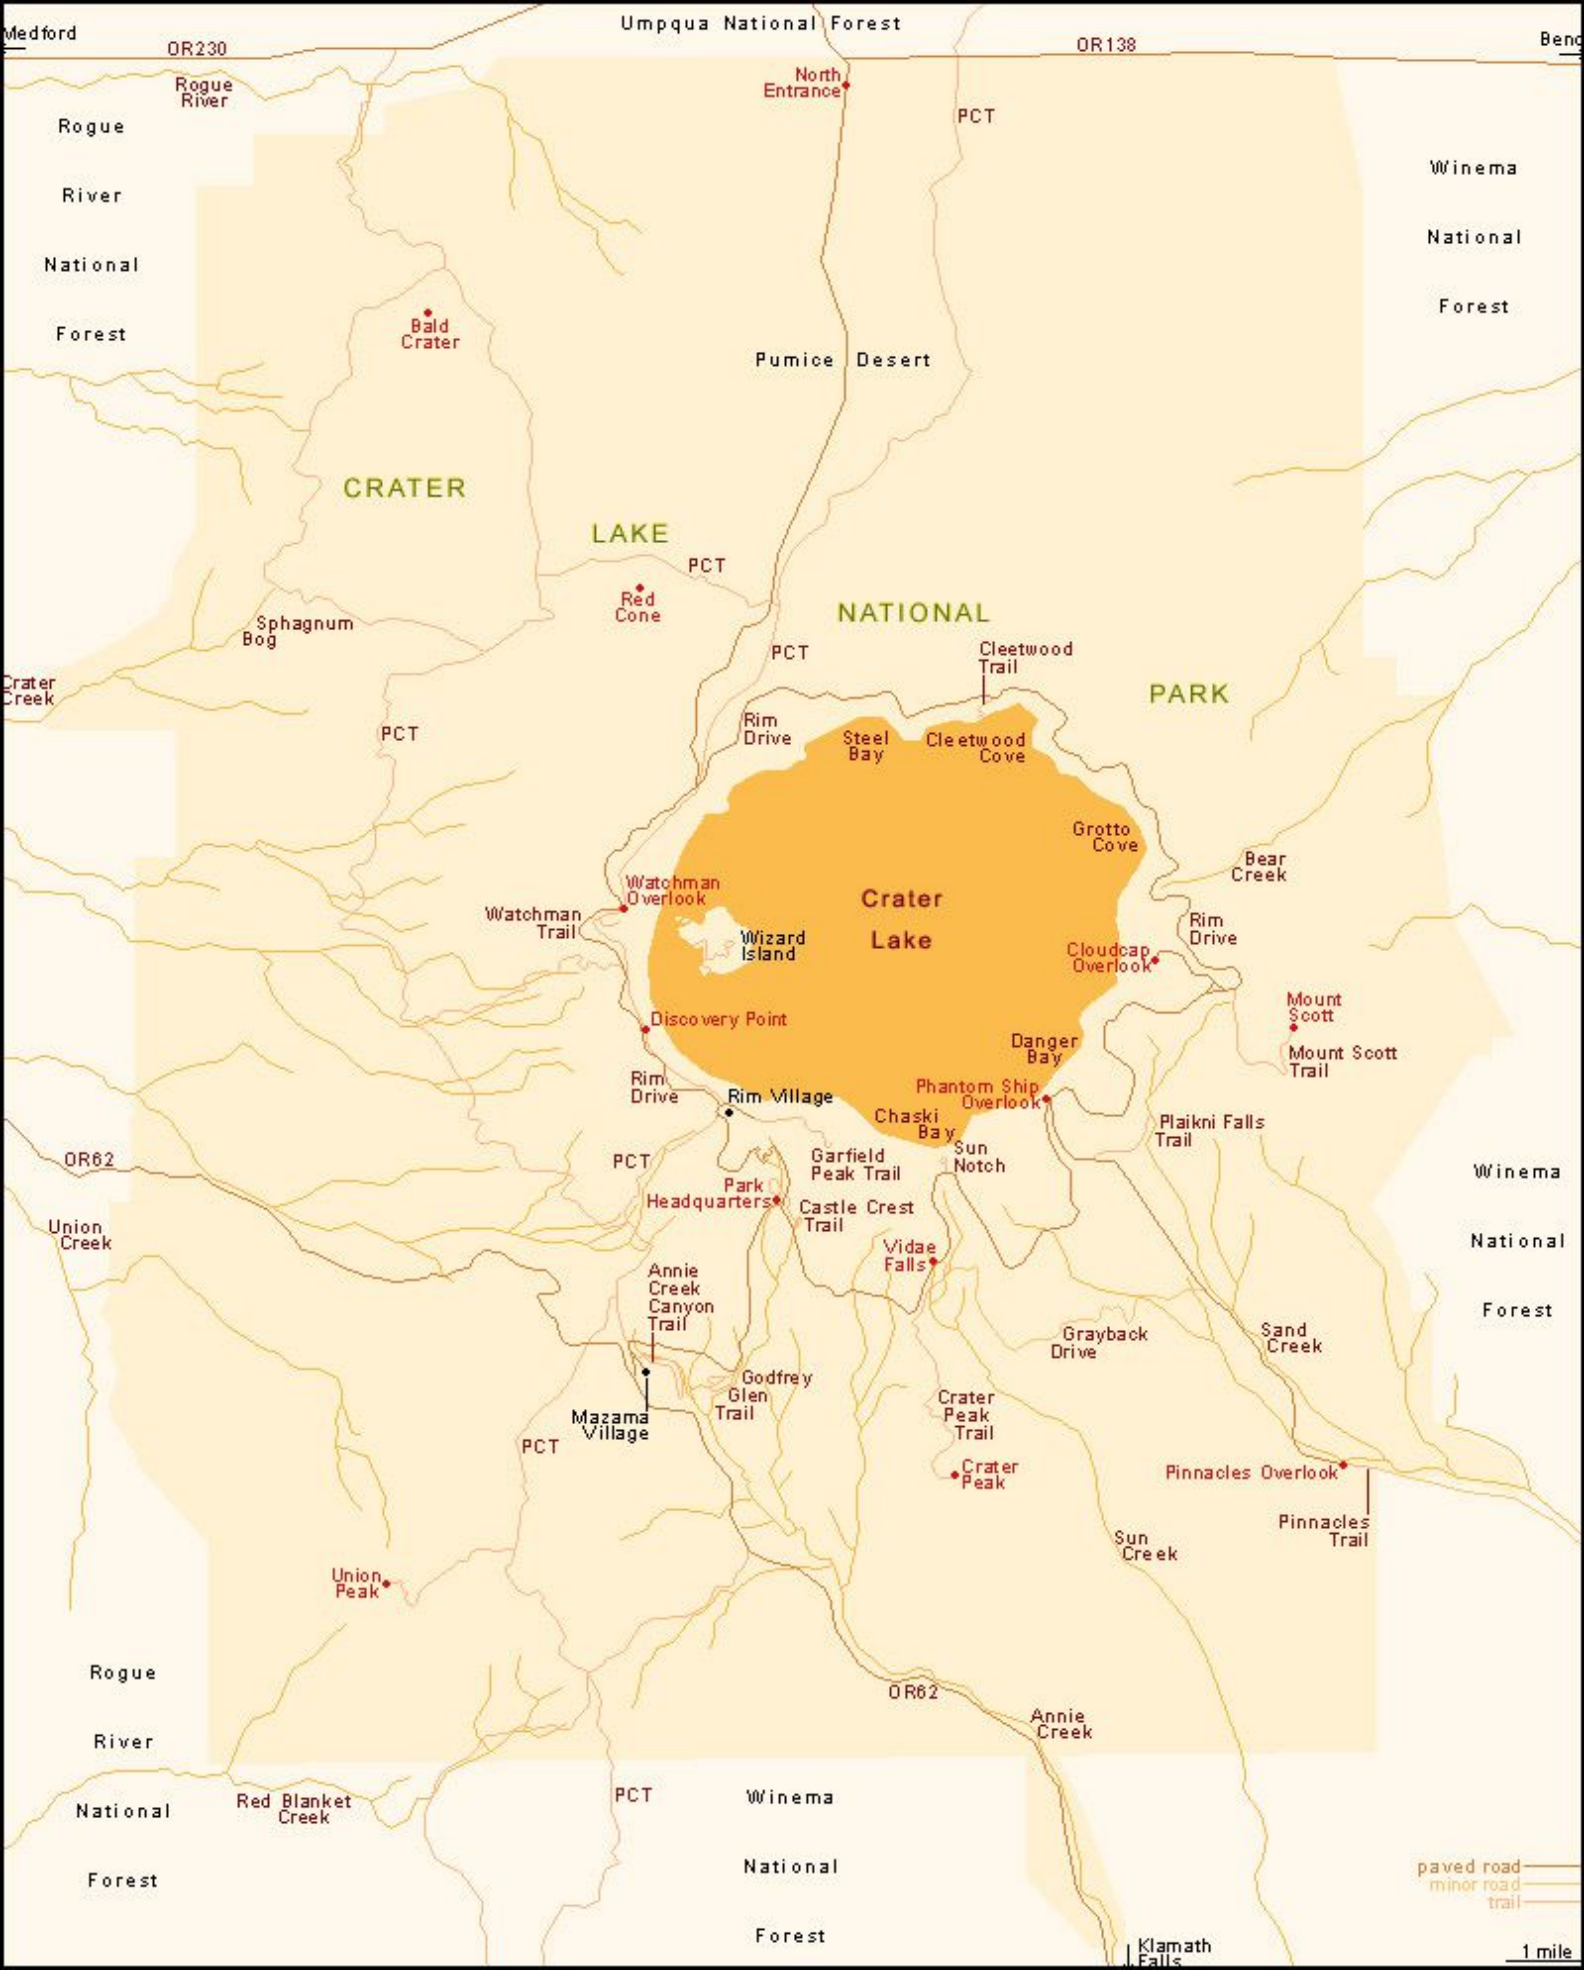 Umpqua National Forest
Medford
OR230
OR138
Rogue
River
North
Entrance
PCT
Rogue
River
National
Forest
Winema
National
Forest
Bald
Crater
Pumice Desert
CRATER
LAKE
NATIONAL
PARK
PCT
Red
Cone
Sphagnum
Bog
PCT
Cleetwood
Trail
Crater
Creek
PCT
Rim
Drive
Steel
Bay
Cleetwood
Cove
Grotto
Cove
Bear
Creek
Watchman
Overlook
Watchman
Trail
Crater
Lake
Wizard
Island
Rim
Drive
Cloudcap
Overlook
Mount
Scott
Discovery Point
Danger
Bay
Mount Scott
Trail
Rim
Drive
Rim Village
Phantom Ship
Overlook
Chaski
Bay
Plaikni Falls
Trail
OR62
PCT
Garfield
Peak Trail
Sun
Notch
Park
Headquarters
Castle Crest
Trail
Winema
National
Forest
Union
Creek
Vidae
Falls
Annie
Creek
Canyon
Trail
Grayback
Drive
Sand
Creek
Godfrey
Glen
Trail
Mazama
Village
Crater
Peak
Trail
PCT
Crater
Peak
Pinnacles Overlook
Pinnacles
Trail
Sun
Creek
Union
Peak
Rogue
River
National
Forest
OR62
Annie
Creek
Red Blanket
Creek
PCT
Winema
National
Forest
paved road
minor road
trail
Klamath
Falls
1 mile